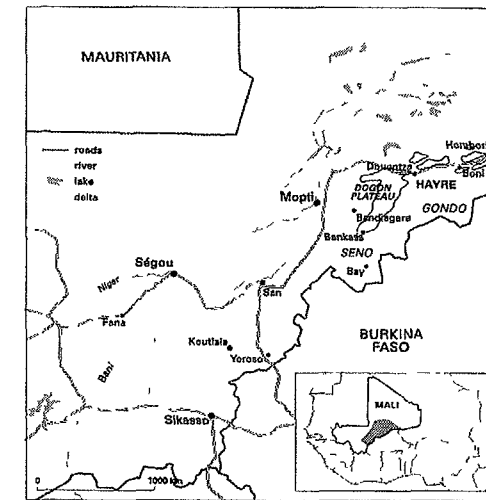 MAURITANIA
roads
river
lake
delta
Hombori
Douentza
Boni
HAYRE
DOGON
PLATEAU
Mopti
GONDO
Bandiagara
Bankass
SENO
Ségou
Bay
Niger
San
Fana
BURKINA
FASO
Koutiala
Yoroso
Bani
MALI
Sikasso
0 1000 km